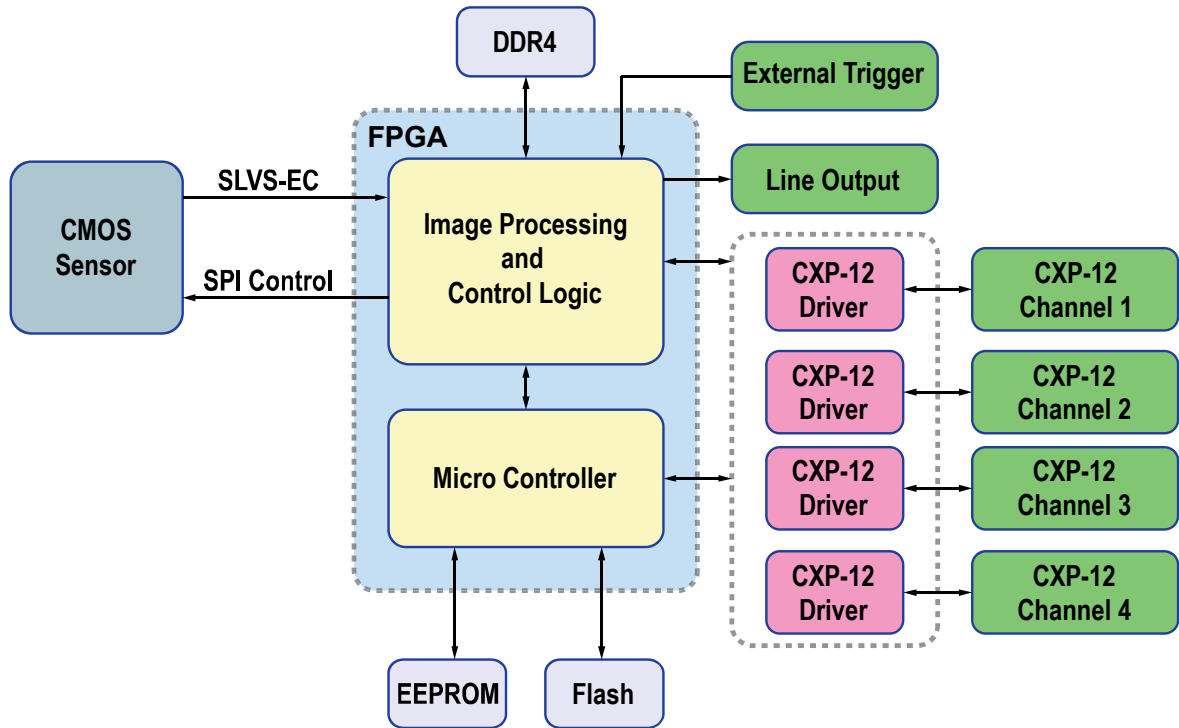 DDR4
External Trigger
FPGA
SLVS-EC
Line Output
CMOS
Sensor
Image Processing
and
Control Logic
SPI Control
CXP-12
Driver
CXP-12
Channel 1
CXP-12
Driver
CXP-12
Channel 2
Micro Controller
CXP-12
Driver
CXP-12
Channel 3
CXP-12
Driver
CXP-12
Channel 4
EEPROM
Flash